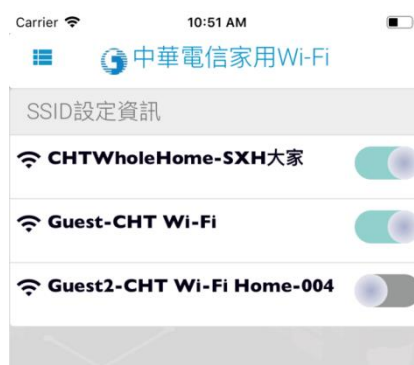 Carrier 10:51 AM
中華電信家用Wi-Fi
SSID設定資訊
CHTWholeHome-SXH大家
Guest-CHT Wi-Fi
Guest2-CHT Wi-Fi Home-004